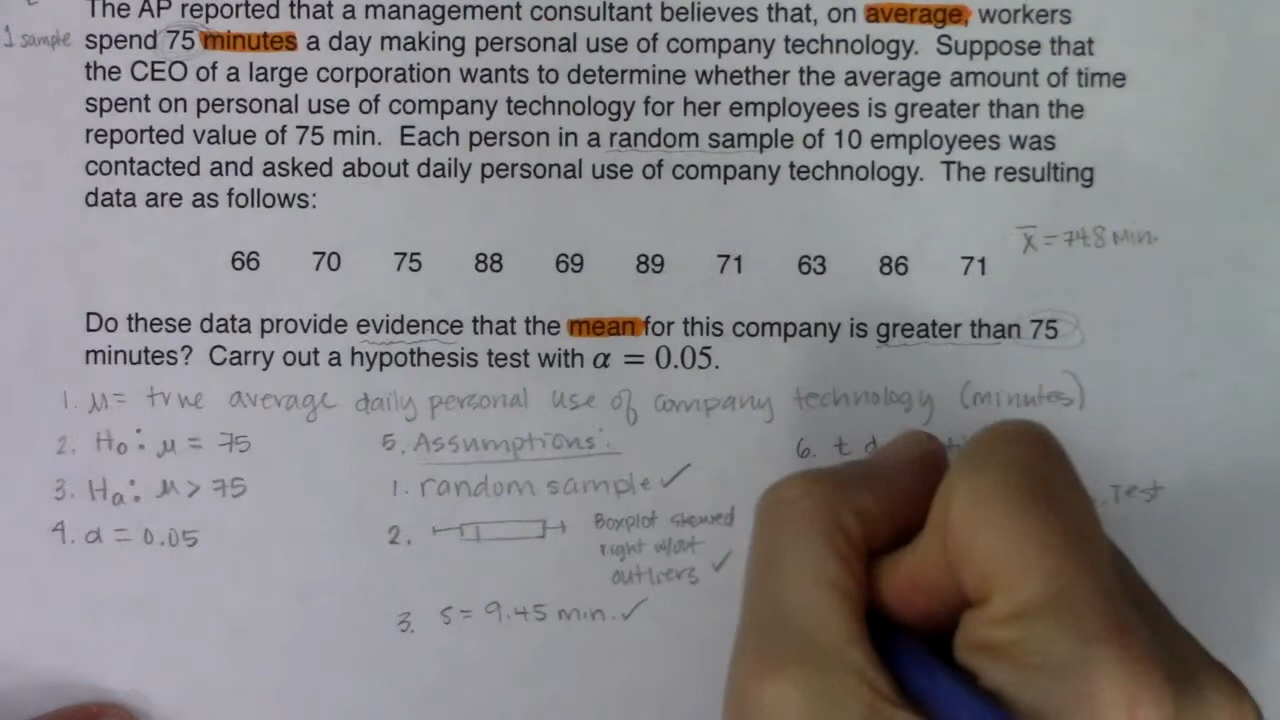 The AP reported that a management consultant believes that, on average, workers
1 sample spend 75 minutes a day making personal use of company technology. Suppose that
the CEO of a large corporation wants to determine whether the average amount of time
spent on personal use of company technology for her employees is greater than the
reported value of 75 min. Each person in a random sample of 10 employees was
contacted and asked about daily personal use of company technology. The resulting
data are as follows:
x̄ = 74.8 min.
66 70 75 88 69 89 71 63 86 71
Do these data provide evidence that the mean for this company is greater than 75
minutes? Carry out a hypothesis test with α = 0.05.
1. μ = true average daily personal use of company technology (minutes)
2. H₀: μ = 75
3. Hₐ: μ > 75
4. α = 0.05
5. Assumptions:
1. random sample ✓
2. Boxplot skewed
right w/out
outliers ✓
3. s = 9.45 min. ✓
6. t
Test